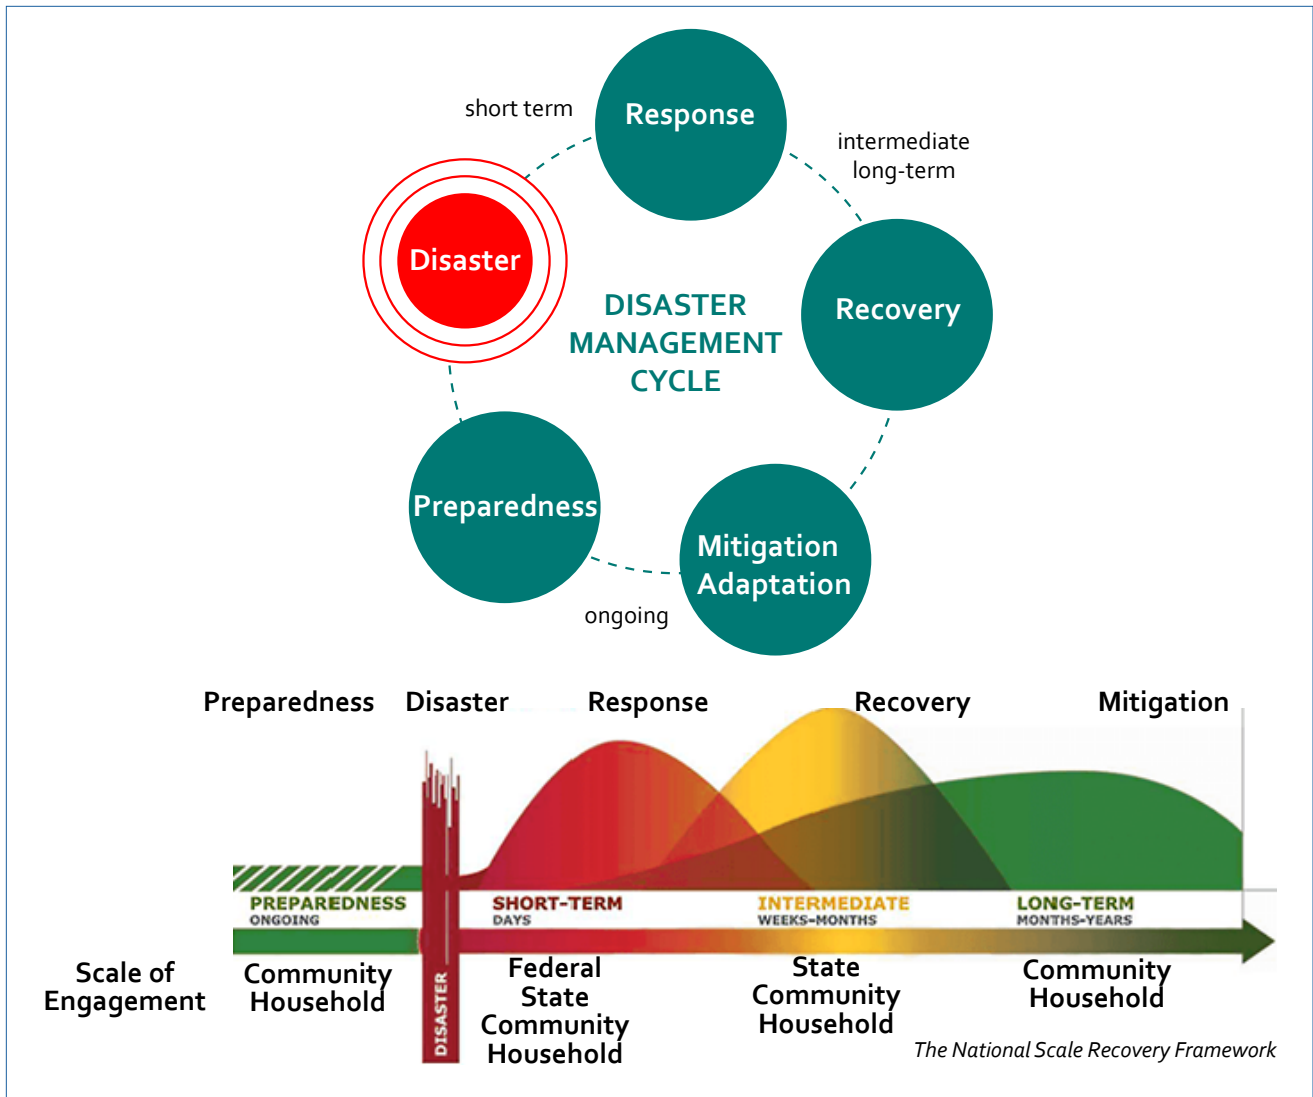 short term
Response
intermediate
long-term
Disaster
Recovery
DISASTER
MANAGEMENT
CYCLE
Preparedness
Mitigation
Adaptation
ongoing
Preparedness Disaster Response Recovery Mitigation
PREPAREDNESS
ONGOING
SHORT-TERM
DAYS
INTERMEDIATE
WEEKS-MONTHS
LONG-TERM
MONTHS-YEARS
DISASTER
Scale of
Engagement
Community
Household
Federal
State
Community
Household
State
Community
Household
Community
Household
The National Scale Recovery Framework